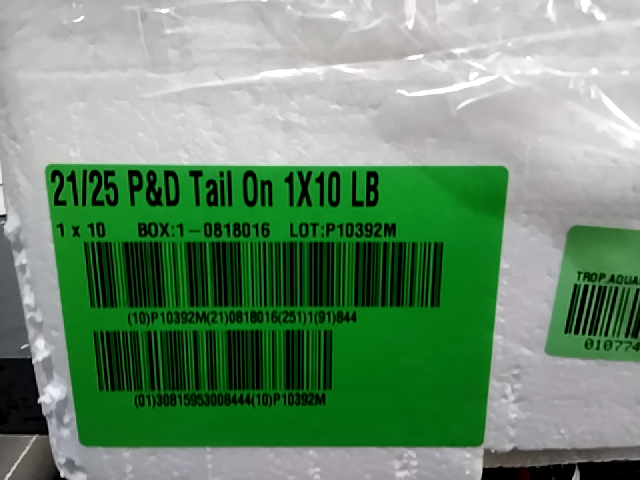 21/25 P&D Tail On 1X10 LB
1 x 10 BOX:1-0818016 LOT:P10392M
(10)P10392M(21)0818016(251)1(91)844
(01)30815953008444(10)P10392M
TROP.AQUA
010774